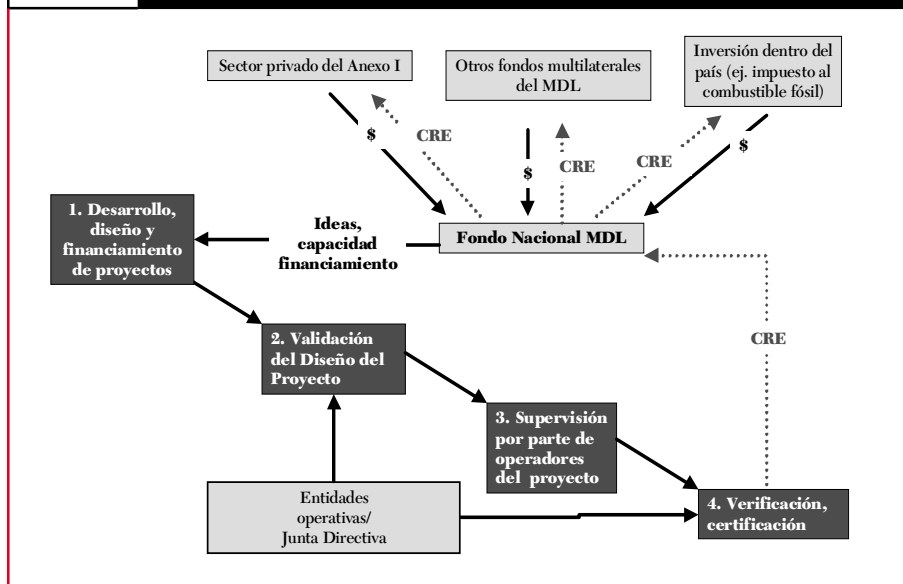 Sector privado del Anexo I
Otros fondos multilaterales
del MDL
Inversión dentro del
país (ej. impuesto al
combustible fósil)
$
CRE
$
CRE
CRE
$
1. Desarrollo,
diseño y
financiamiento
de proyectos
Ideas,
capacidad
financiamiento
Fondo Nacional MDL
2. Validación
del Diseño del
Proyecto
CRE
3. Supervisión
por parte de
operadores
del proyecto
Entidades
operativas/
Junta Directiva
4. Verificación,
certificación